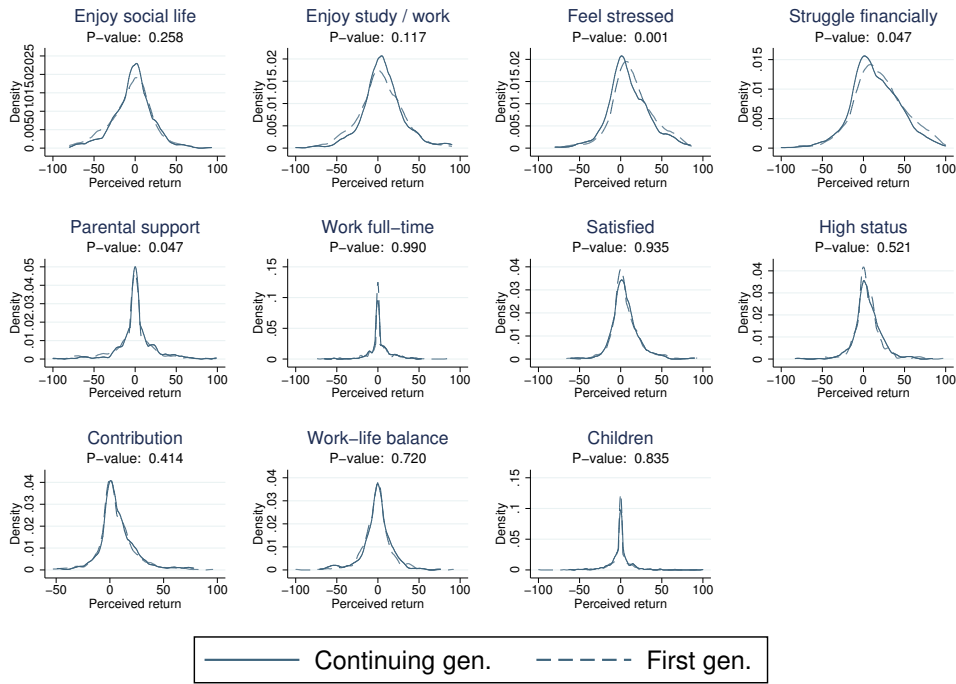 Enjoy social life
P−value: 0.258
Density
0 .005 .01 .015 .02 .025
−100 −50 0 50 100
Perceived return
Enjoy study / work
P−value: 0.117
Density
0 .005 .01 .015 .02
−100 −50 0 50 100
Perceived return
Feel stressed
P−value: 0.001
Density
0 .005 .01 .015 .02
−100 −50 0 50 100
Perceived return
Struggle financially
P−value: 0.047
Density
0 .005 .01 .015
−100 −50 0 50 100
Perceived return
Parental support
P−value: 0.047
Density
0 .01 .02 .03 .04 .05
−100 −50 0 50 100
Perceived return
Work full−time
P−value: 0.990
Density
0 .05 .1 .15
−100 −50 0 50 100
Perceived return
Satisfied
P−value: 0.935
Density
0 .01 .02 .03 .04
−100 −50 0 50 100
Perceived return
High status
P−value: 0.521
Density
0 .01 .02 .03 .04
−100 −50 0 50 100
Perceived return
Contribution
P−value: 0.414
Density
0 .01 .02 .03 .04
−50 0 50 100
Perceived return
Work−life balance
P−value: 0.720
Density
0 .01 .02 .03 .04
−100 −50 0 50 100
Perceived return
Children
P−value: 0.835
Density
0 .05 .1 .15
−100 −50 0 50 100
Perceived return
Continuing gen.
First gen.